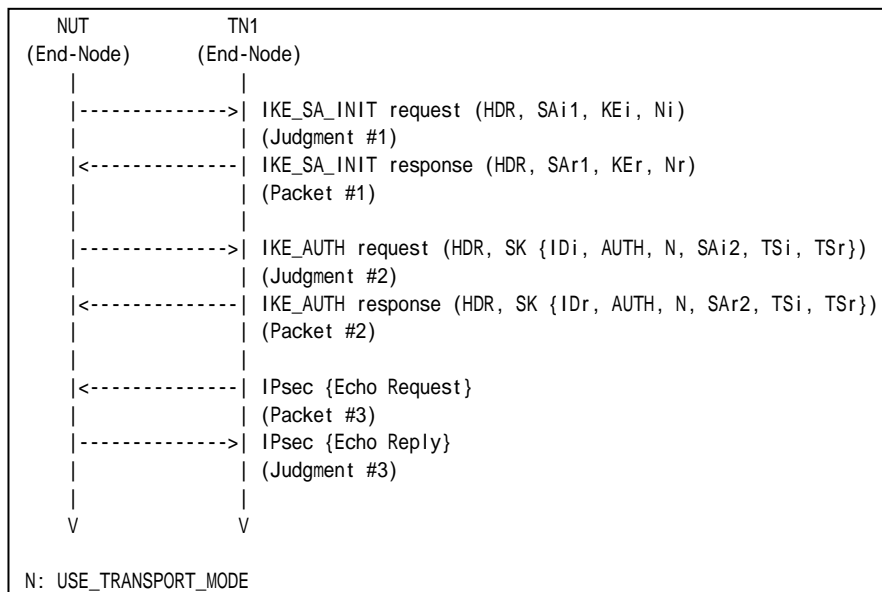 NUT TN1
(End-Node) (End-Node)
| |
|-------------->| IKE_SA_INIT request (HDR, SAi1, KEi, Ni)
| | (Judgment #1)
|<--------------| IKE_SA_INIT response (HDR, SAr1, KEr, Nr)
| | (Packet #1)
| |
|-------------->| IKE_AUTH request (HDR, SK {IDi, AUTH, N, SAi2, TSi, TSr})
| | (Judgment #2)
|<--------------| IKE_AUTH response (HDR, SK {IDr, AUTH, N, SAr2, TSi, TSr})
| | (Packet #2)
| |
|<--------------| IPsec {Echo Request}
| | (Packet #3)
|-------------->| IPsec {Echo Reply}
| | (Judgment #3)
| |
V V
N: USE_TRANSPORT_MODE